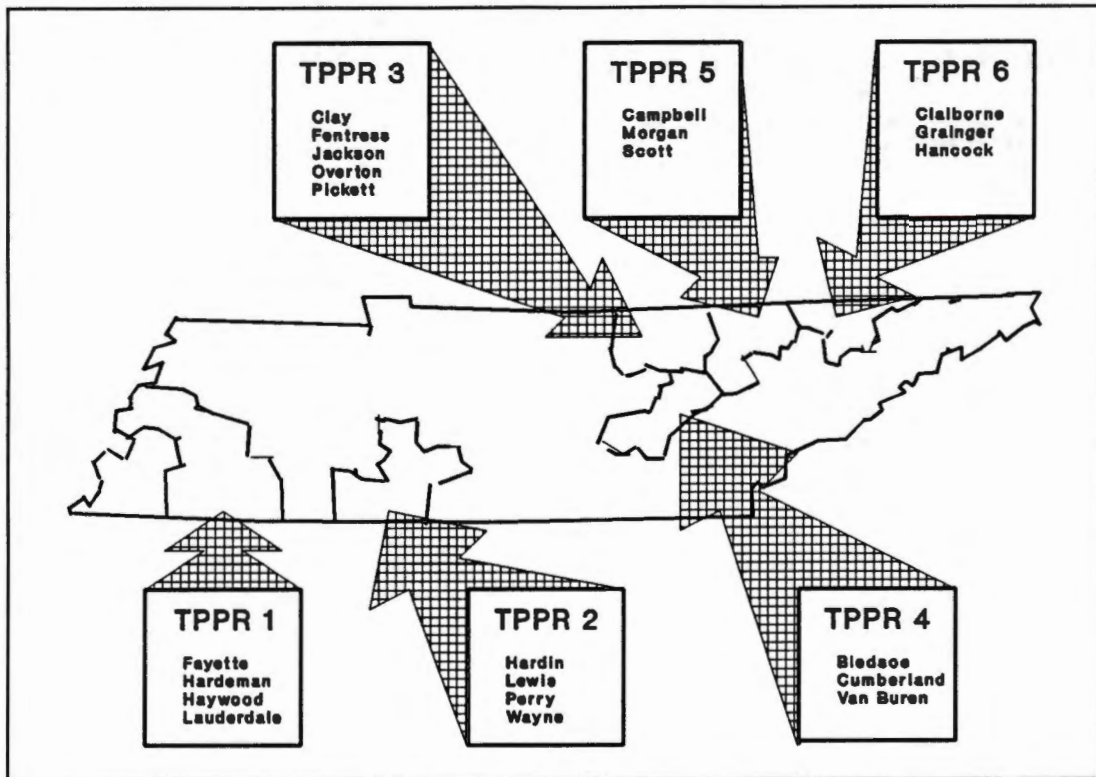 TPPR 3
Clay
Fentress
Jackson
Overton
Pickett
TPPR 5
Campbell
Morgan
Scott
TPPR 6
Claiborne
Grainger
Hancock
TPPR 1
Fayette
Hardeman
Haywood
Lauderdale
TPPR 2
Hardin
Lewis
Perry
Wayne
TPPR 4
Bledsoe
Cumberland
Van Buren